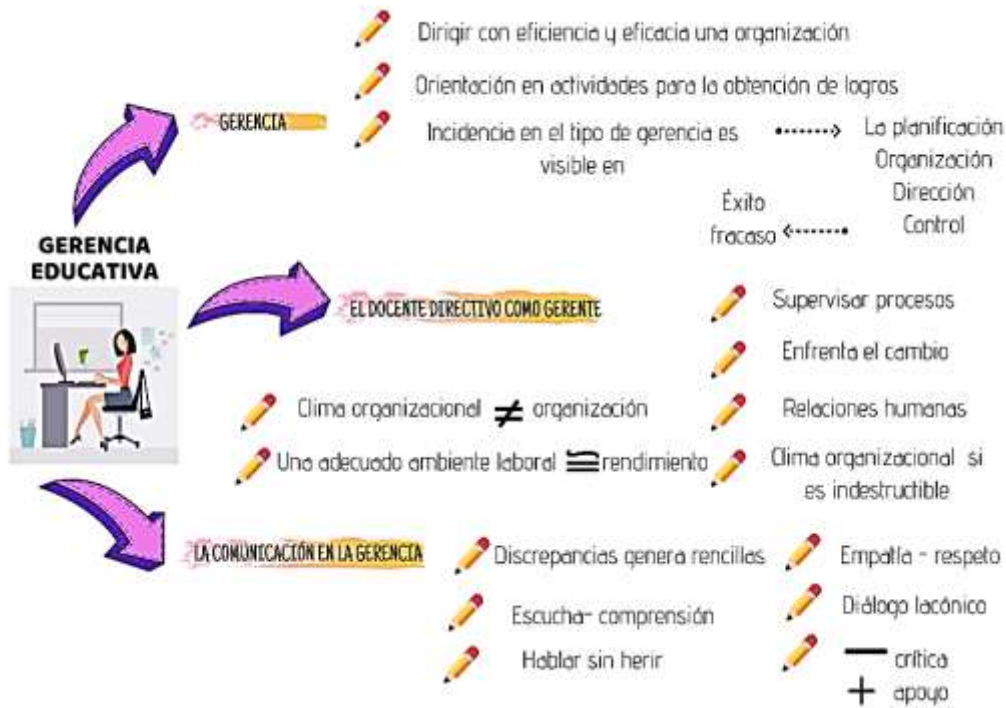 Dirigir con eficiencia y eficacia una organización
Orientación en actividades para la obtención de logros
GERENCIA
Incidencia en el tipo de gerencia es
visible en
La planificación
Organización
Dirección
Control
Éxito
fracaso
GERENCIA
EDUCATIVA
EL DOCENTE DIRECTIVO COMO GERENTE
Supervisar procesos
Enfrenta el cambio
Relaciones humanas
Clima organizacional si
es indestructible
Clima organizacional ≠ organización
Una adecuado ambiente laboral ≌ rendimiento
LA COMUNICACIÓN EN LA GERENCIA
Discrepancias genera rencillas
Escucha- comprensión
Hablar sin herir
Empatía - respeto
Diálogo lacónico
— crítica
+ apoyo